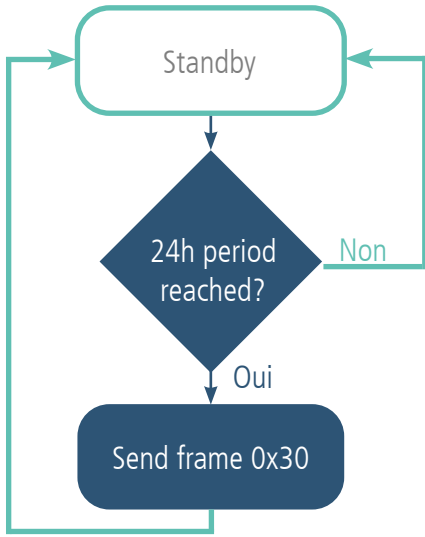 Standby
24h period
reached?
Non
Oui
Send frame 0x30